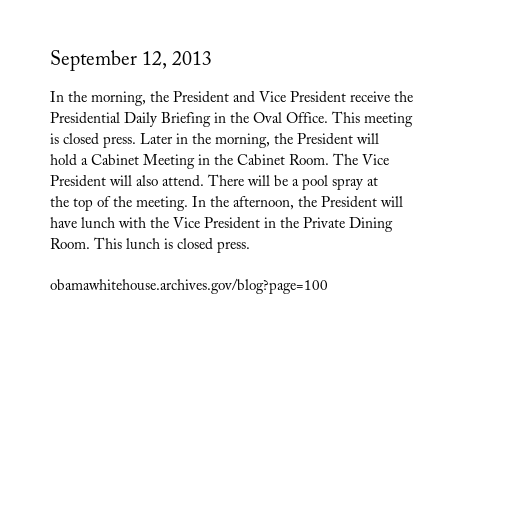 September 12, 2013
In the morning, the President and Vice President receive the
Presidential Daily Briefing in the Oval Office. This meeting
is closed press. Later in the morning, the President will
hold a Cabinet Meeting in the Cabinet Room. The Vice
President will also attend. There will be a pool spray at
the top of the meeting. In the afternoon, the President will
have lunch with the Vice President in the Private Dining
Room. This lunch is closed press.
obamawhitehouse.archives.gov/blog?page=100